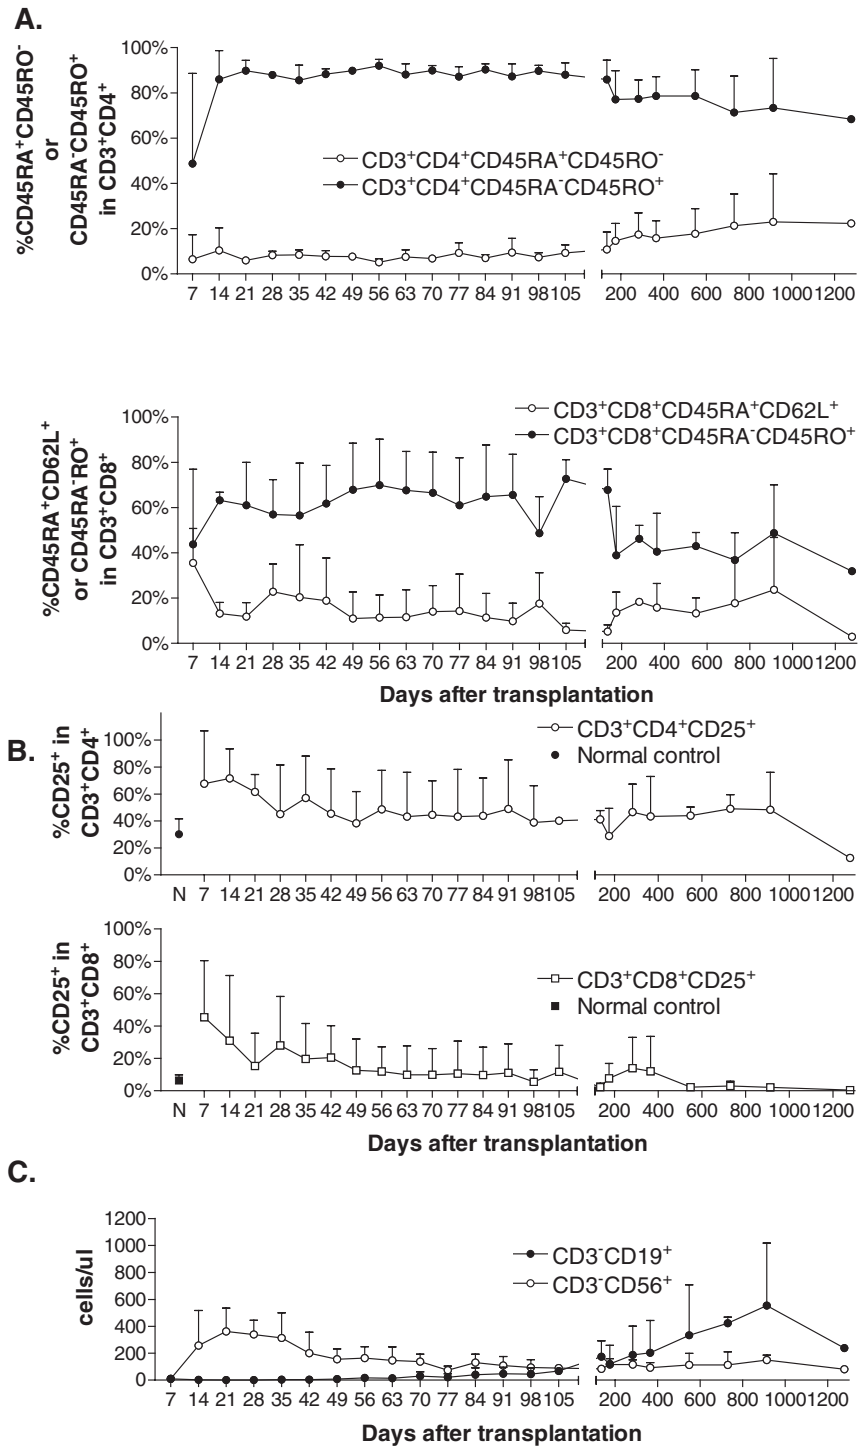 A.
%CD45RA⁺CD45RO⁻
or
CD45RA⁻CD45RO⁺
in CD3⁺CD4⁺
100%
80%
60%
40%
20%
0%
CD3⁺CD4⁺CD45RA⁺CD45RO⁻
CD3⁺CD4⁺CD45RA⁻CD45RO⁺
7 14 21 28 35 42 49 56 63 70 77 84 91 98 105 200 400 600 800 1000 1200
%CD45RA⁺CD62L⁺
or CD45RA⁻RO⁺
in CD3⁺CD8⁺
100%
80%
60%
40%
20%
0%
CD3⁺CD8⁺CD45RA⁺CD62L⁺
CD3⁺CD8⁺CD45RA⁻CD45RO⁺
7 14 21 28 35 42 49 56 63 70 77 84 91 98 105 200 400 600 800 1000 1200
Days after transplantation
B.
%CD25⁺ in
CD3⁺CD4⁺
100%
80%
60%
40%
20%
0%
CD3⁺CD4⁺CD25⁺
Normal control
N 7 14 21 28 35 42 49 56 63 70 77 84 91 98 105 200 400 600 800 1000 1200
%CD25⁺ in
CD3⁺CD8⁺
100%
80%
60%
40%
20%
0%
CD3⁺CD8⁺CD25⁺
Normal control
N 7 14 21 28 35 42 49 56 63 70 77 84 91 98 105 200 400 600 800 1000 1200
Days after transplantation
C.
cells/ul
1200
1000
800
600
400
200
0
CD3⁻CD19⁺
CD3⁻CD56⁺
7 14 21 28 35 42 49 56 63 70 77 84 91 98 105 200 400 600 800 1000 1200
Days after transplantation